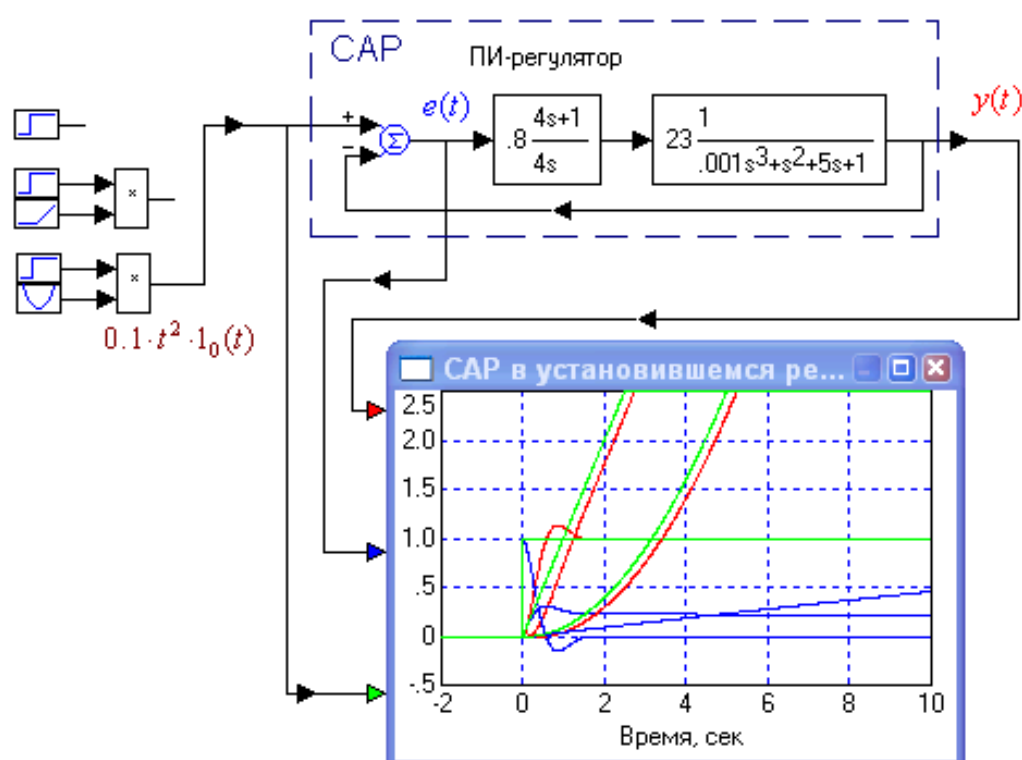 САР
ПИ-регулятор
e(t)
y(t)
+
−
Σ
.8 4s+1
4s
23 1
.001s³+s²+5s+1
×
×
0.1·t²·1₀(t)
САР в установившемся ре...
2.5
2.0
1.5
1.0
.5
0
-.5
-2 0 2 4 6 8 10
Время, сек